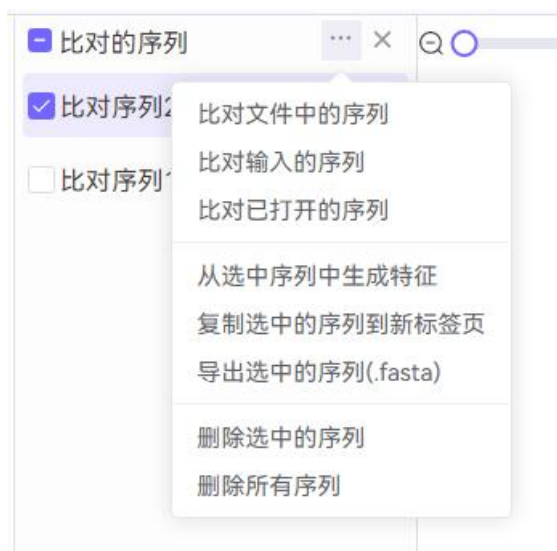 比对的序列
比对序列2
比对序列1
比对文件中的序列
比对输入的序列
比对已打开的序列
从选中序列中生成特征
复制选中的序列到新标签页
导出选中的序列(.fasta)
删除选中的序列
删除所有序列